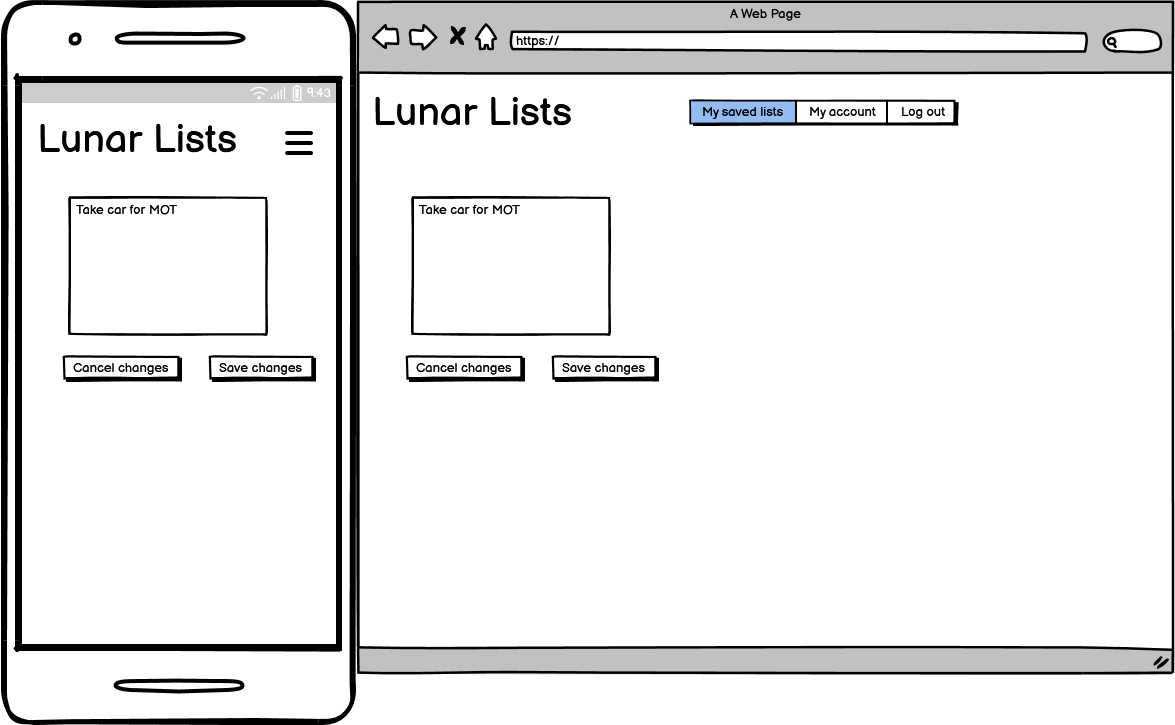 9:43
Lunar Lists
Take car for MOT
Cancel changes
Save changes
A Web Page
https://
Lunar Lists
My saved lists
My account
Log out
Take car for MOT
Cancel changes
Save changes